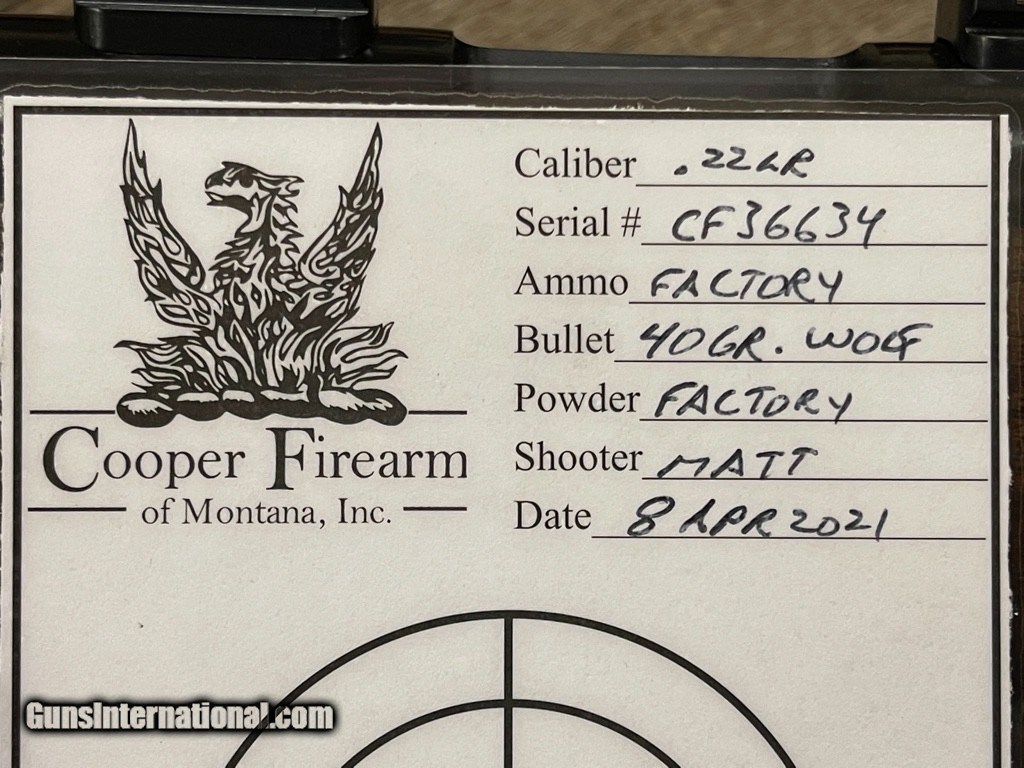 Caliber .22LR
Serial # CF36634
Ammo FACTORY
Bullet 40GR. WOLF
Powder FACTORY
Shooter MATT
Date 8 APR 2021
Cooper Firearm
of Montana, Inc.
GunsInternational.com